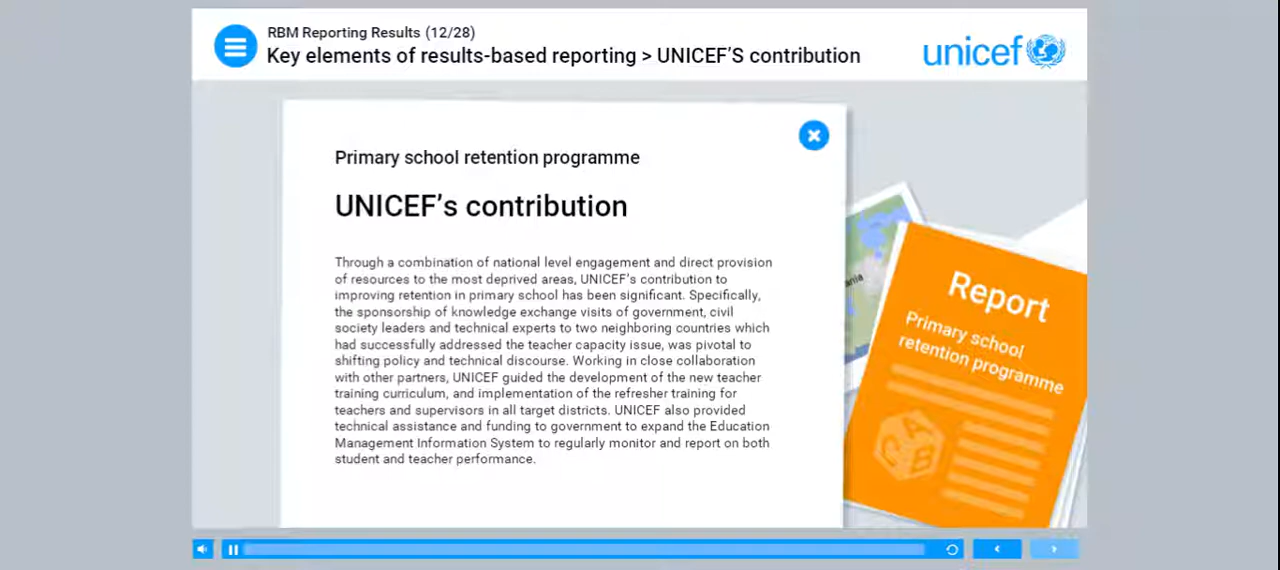 RBM Reporting Results (12/28)
Key elements of results-based reporting > UNICEF’S contribution
unicef
Primary school retention programme
UNICEF’s contribution
Through a combination of national level engagement and direct provision
of resources to the most deprived areas, UNICEF’s contribution to
improving retention in primary school has been significant. Specifically,
the sponsorship of knowledge exchange visits of government, civil
society leaders and technical experts to two neighboring countries which
had successfully addressed the teacher capacity issue, was pivotal to
shifting policy and technical discourse. Working in close collaboration
with other partners, UNICEF guided the development of the new teacher
training curriculum, and implementation of the refresher training for
teachers and supervisors in all target districts. UNICEF also provided
technical assistance and funding to government to expand the Education
Management Information System to regularly monitor and report on both
student and teacher performance.
Report
Primary school
retention programme
A
C B